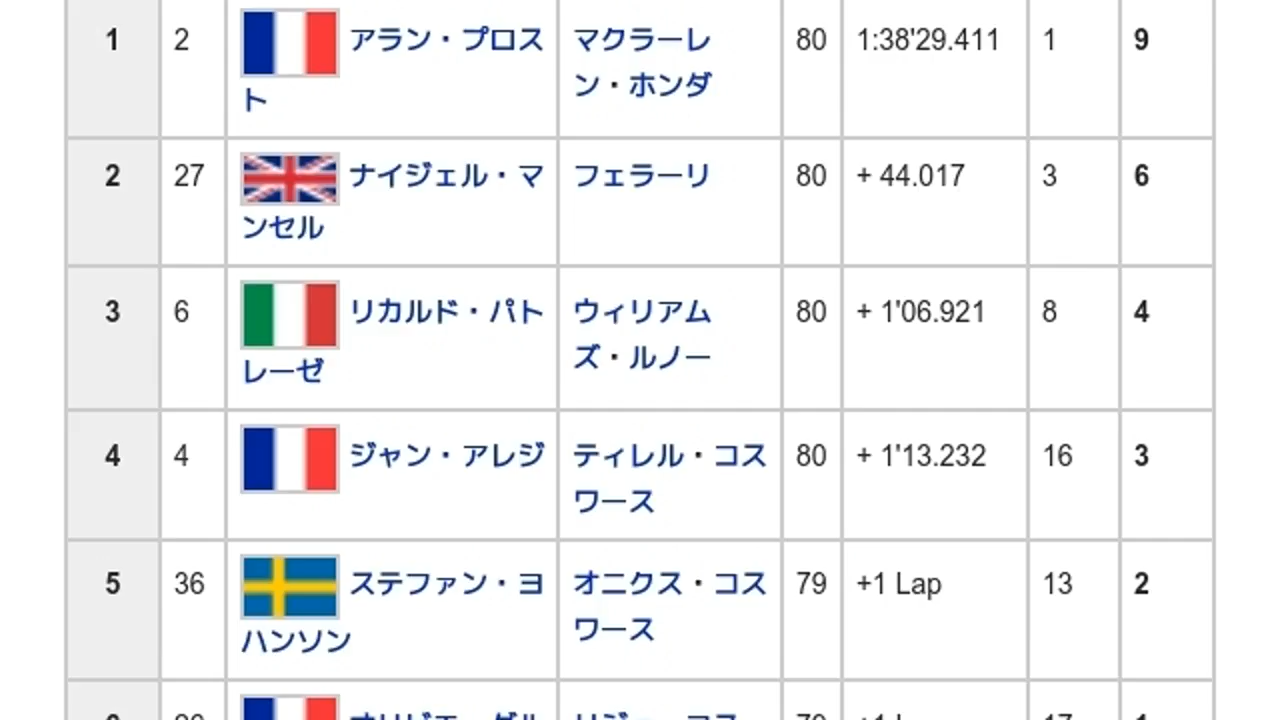 1 2 アラン・プロス マクラーレ 80 1:38'29.411 1 9
ト ン・ホンダ
2 27 ナイジェル・マ フェラーリ 80 + 44.017 3 6
ンセル
3 6 リカルド・パト ウィリアム 80 + 1'06.921 8 4
レーゼ ズ・ルノー
4 4 ジャン・アレジ ティレル・コス 80 + 1'13.232 16 3
ワース
5 36 ステファン・ヨ オニクス・コス 79 +1 Lap 13 2
ハンソン ワース